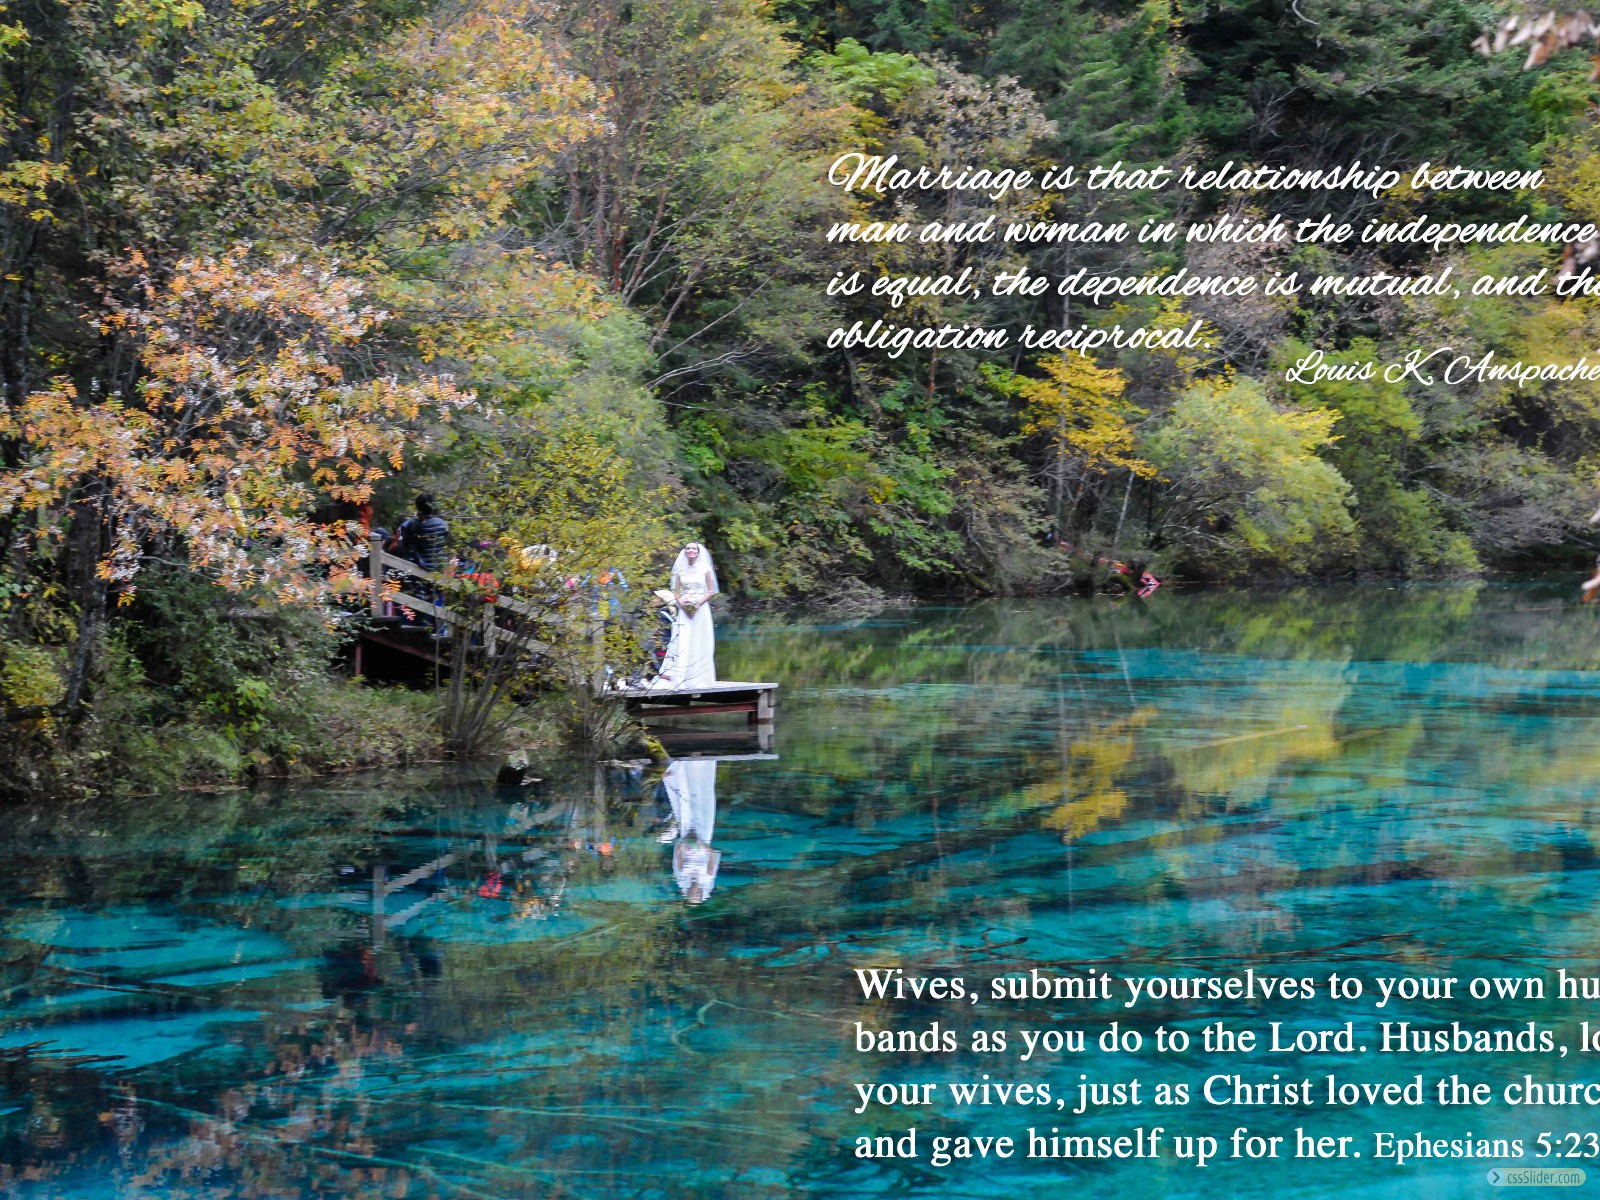 Marriage is that relationship between
man and woman in which the independence
is equal, the dependence is mutual, and the
obligation reciprocal.
Louis K. Anspache
Wives, submit yourselves to your own hu
bands as you do to the Lord. Husbands, lo
your wives, just as Christ loved the churc
and gave himself up for her. Ephesians 5:23
cssSlider.com